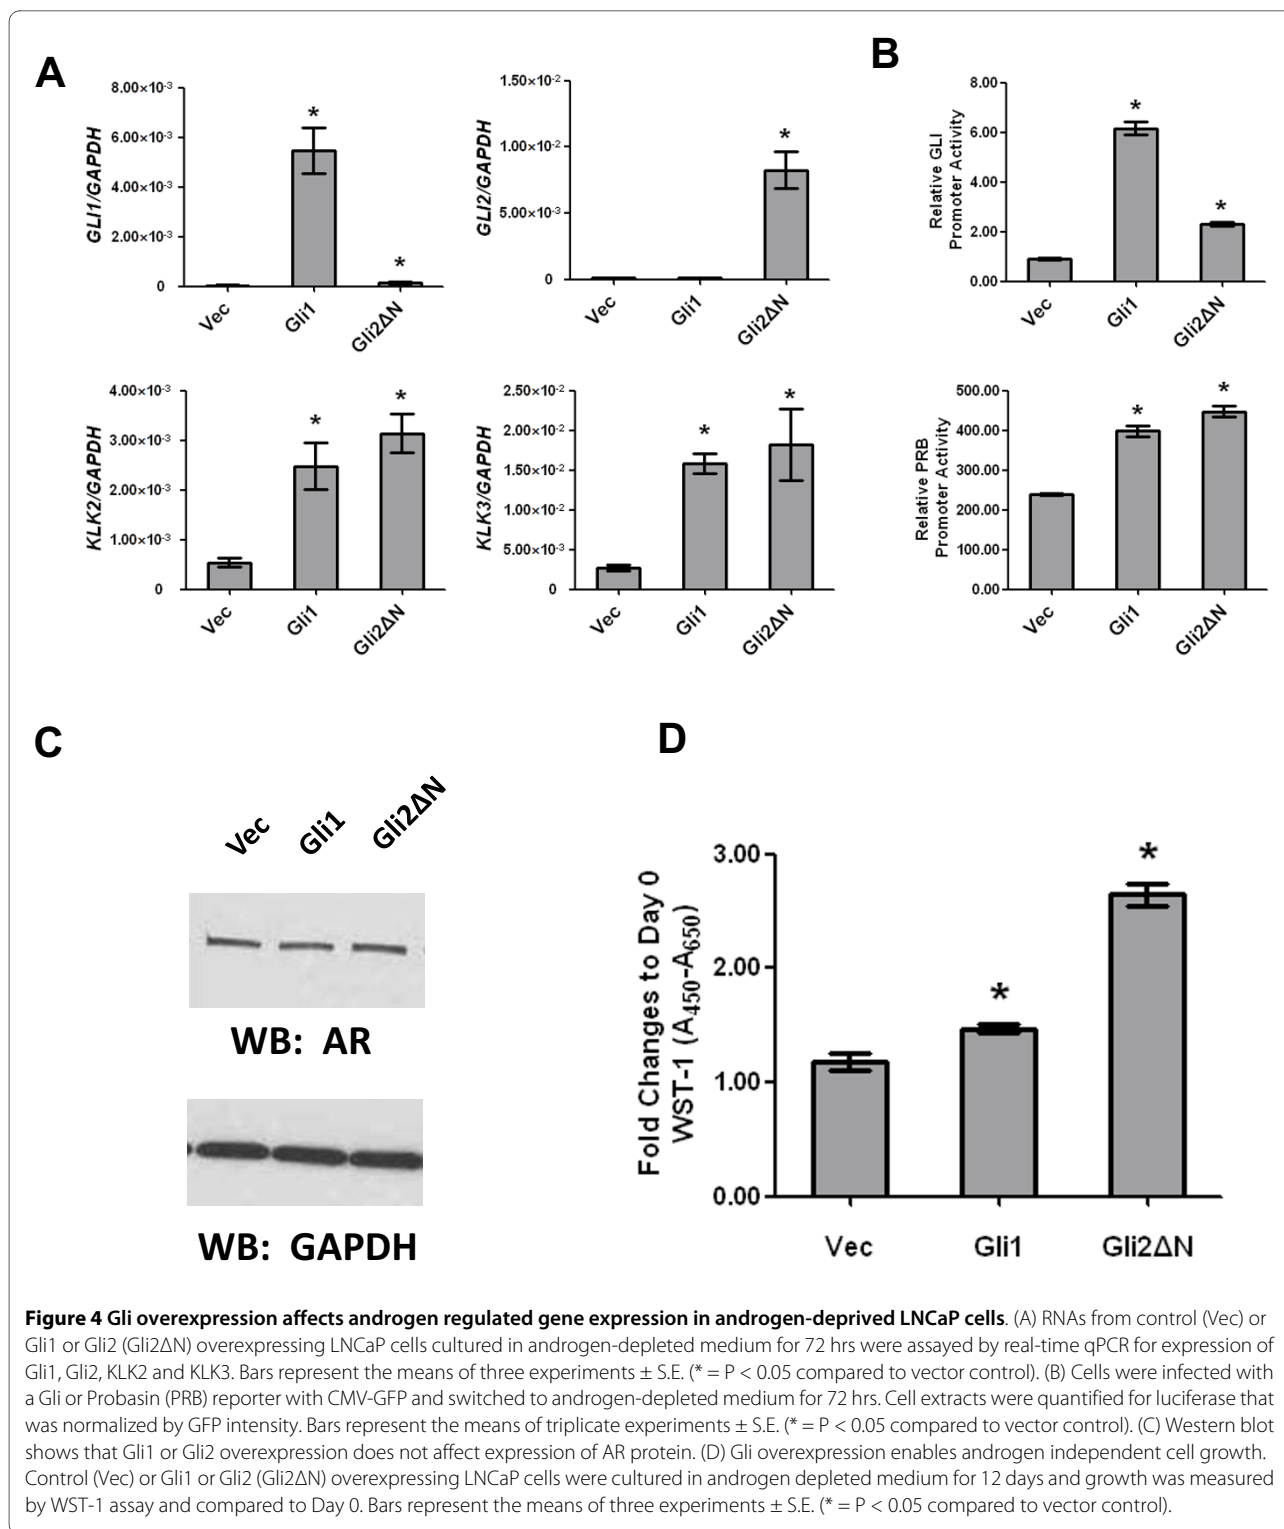 A
8.00×10-3
6.00×10-3
4.00×10-3
2.00×10-3
0
GLI1/GAPDH
*
*
Vec
Gli1
Gli2ΔN
1.50×10-2
1.00×10-2
5.00×10-3
0
GLI2/GAPDH
*
Vec
Gli1
Gli2ΔN
4.00×10-3
3.00×10-3
2.00×10-3
1.00×10-3
0
KLK2/GAPDH
*
*
Vec
Gli1
Gli2ΔN
2.50×10-2
2.00×10-2
1.50×10-2
1.00×10-2
5.00×10-3
0
KLK3/GAPDH
*
*
Vec
Gli1
Gli2ΔN
B
8.00
6.00
4.00
2.00
0.00
Relative GLI
Promoter Activity
*
*
Vec
Gli1
Gli2ΔN
500.00
400.00
300.00
200.00
100.00
0.00
Relative PRB
Promoter Activity
*
*
Vec
Gli1
Gli2ΔN
C
Vec
Gli1
Gli2ΔN
WB: AR
WB: GAPDH
D
3.00
2.00
1.00
0.00
Fold Changes to Day 0
WST-1 (A450-A650)
*
*
Vec
Gli1
Gli2ΔN
Figure 4 Gli overexpression affects androgen regulated gene expression in androgen-deprived LNCaP cells. (A) RNAs from control (Vec) or
Gli1 or Gli2 (Gli2ΔN) overexpressing LNCaP cells cultured in androgen-depleted medium for 72 hrs were assayed by real-time qPCR for expression of
Gli1, Gli2, KLK2 and KLK3. Bars represent the means of three experiments ± S.E. (* = P < 0.05 compared to vector control). (B) Cells were infected with
a Gli or Probasin (PRB) reporter with CMV-GFP and switched to androgen-depleted medium for 72 hrs. Cell extracts were quantified for luciferase that
was normalized by GFP intensity. Bars represent the means of triplicate experiments ± S.E. (* = P < 0.05 compared to vector control). (C) Western blot
shows that Gli1 or Gli2 overexpression does not affect expression of AR protein. (D) Gli overexpression enables androgen independent cell growth.
Control (Vec) or Gli1 or Gli2 (Gli2ΔN) overexpressing LNCaP cells were cultured in androgen depleted medium for 12 days and growth was measured
by WST-1 assay and compared to Day 0. Bars represent the means of three experiments ± S.E. (* = P < 0.05 compared to vector control).